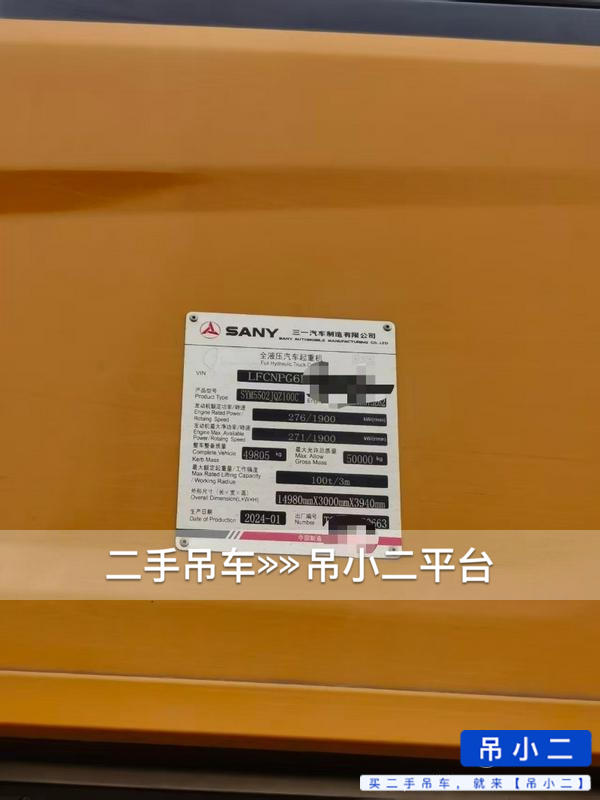 SANY 三一汽车制造有限公司
SANY AUTOMOBILE MANUFACTURING CO.,LTD
全液压汽车起重机
Full Hydraulic Truck
VIN LFCNPG6
产品型号
Product Type SYM5502JQZ100C
发动机额定功率/转速
Engine Rated Power/
Rotating Speed 276/1900 kW/(r/min)
发动机最大净功率/转速
Engine Max. Available
Power/Rotating Speed 271/1900 kW/(r/min)
整车整备质量
Complete Vehicle
Kerb Mass 49805 kg
最大允许总质量
Max. Allow
Gross Mass 50000 kg
最大额定起重量/工作幅度
Max.Rated Lifting Capacity
/ Working Radius 100t/3m
外形尺寸（长×宽×高）
Overall Dimension(L×W×H) 14980mmX3000mmX3940mm
生产日期
Date of Production 2024-01
出厂编号
Number 0663
中国制造
二手吊车»»吊小二平台
吊小二
买二手吊车，就来【吊小二】